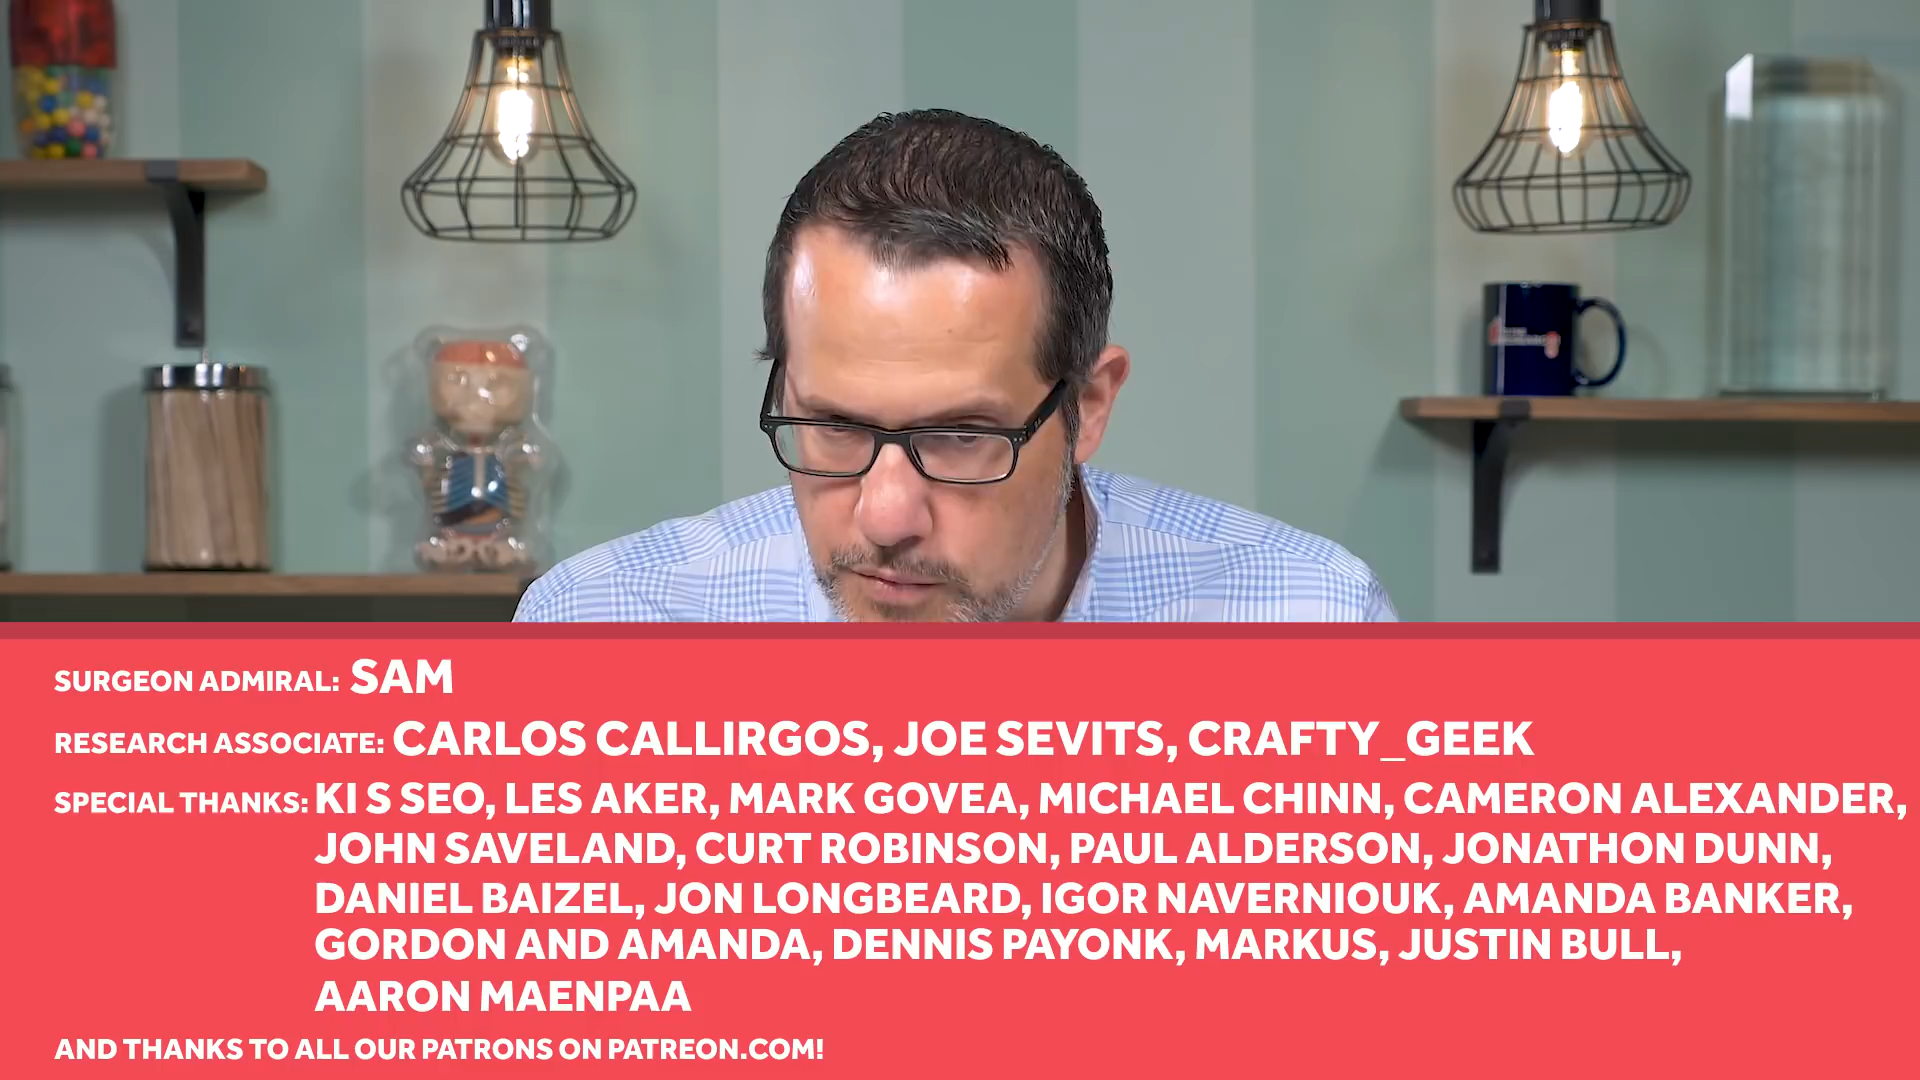 SURGEON ADMIRAL: SAM
RESEARCH ASSOCIATE: CARLOS CALLIRGOS, JOE SEVITS, CRAFTY_GEEK
SPECIAL THANKS: KI S SEO, LES AKER, MARK GOVEA, MICHAEL CHINN, CAMERON ALEXANDER,
JOHN SAVELAND, CURT ROBINSON, PAUL ALDERSON, JONATHON DUNN,
DANIEL BAIZEL, JON LONGBEARD, IGOR NAVERNIOUK, AMANDA BANKER,
GORDON AND AMANDA, DENNIS PAYONK, MARKUS, JUSTIN BULL,
AARON MAENPAA
AND THANKS TO ALL OUR PATRONS ON PATREON.COM!